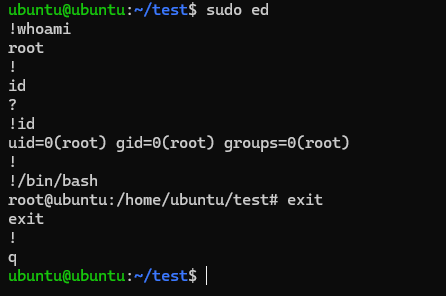 ubuntu@ubuntu:~/test$ sudo ed
!whoami
root
!
id
?
!id
uid=0(root) gid=0(root) groups=0(root)
!
!/bin/bash
root@ubuntu:/home/ubuntu/test# exit
exit
!
q
ubuntu@ubuntu:~/test$